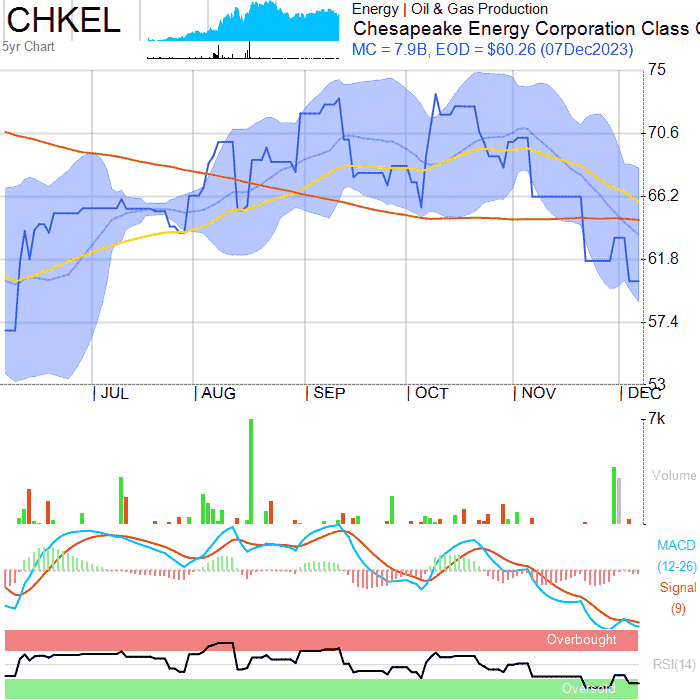 CHKEL
5yr Chart
Energy | Oil & Gas Production
Chesapeake Energy Corporation Class
MC = 7.9B, EOD = $60.26 (07Dec2023)
75
70.6
66.2
61.8
57.4
53
JUL
AUG
SEP
OCT
NOV
DEC
7k
Volume
MACD
(12-26)
Signal
(9)
Overbought
RSI(14)
Oversold